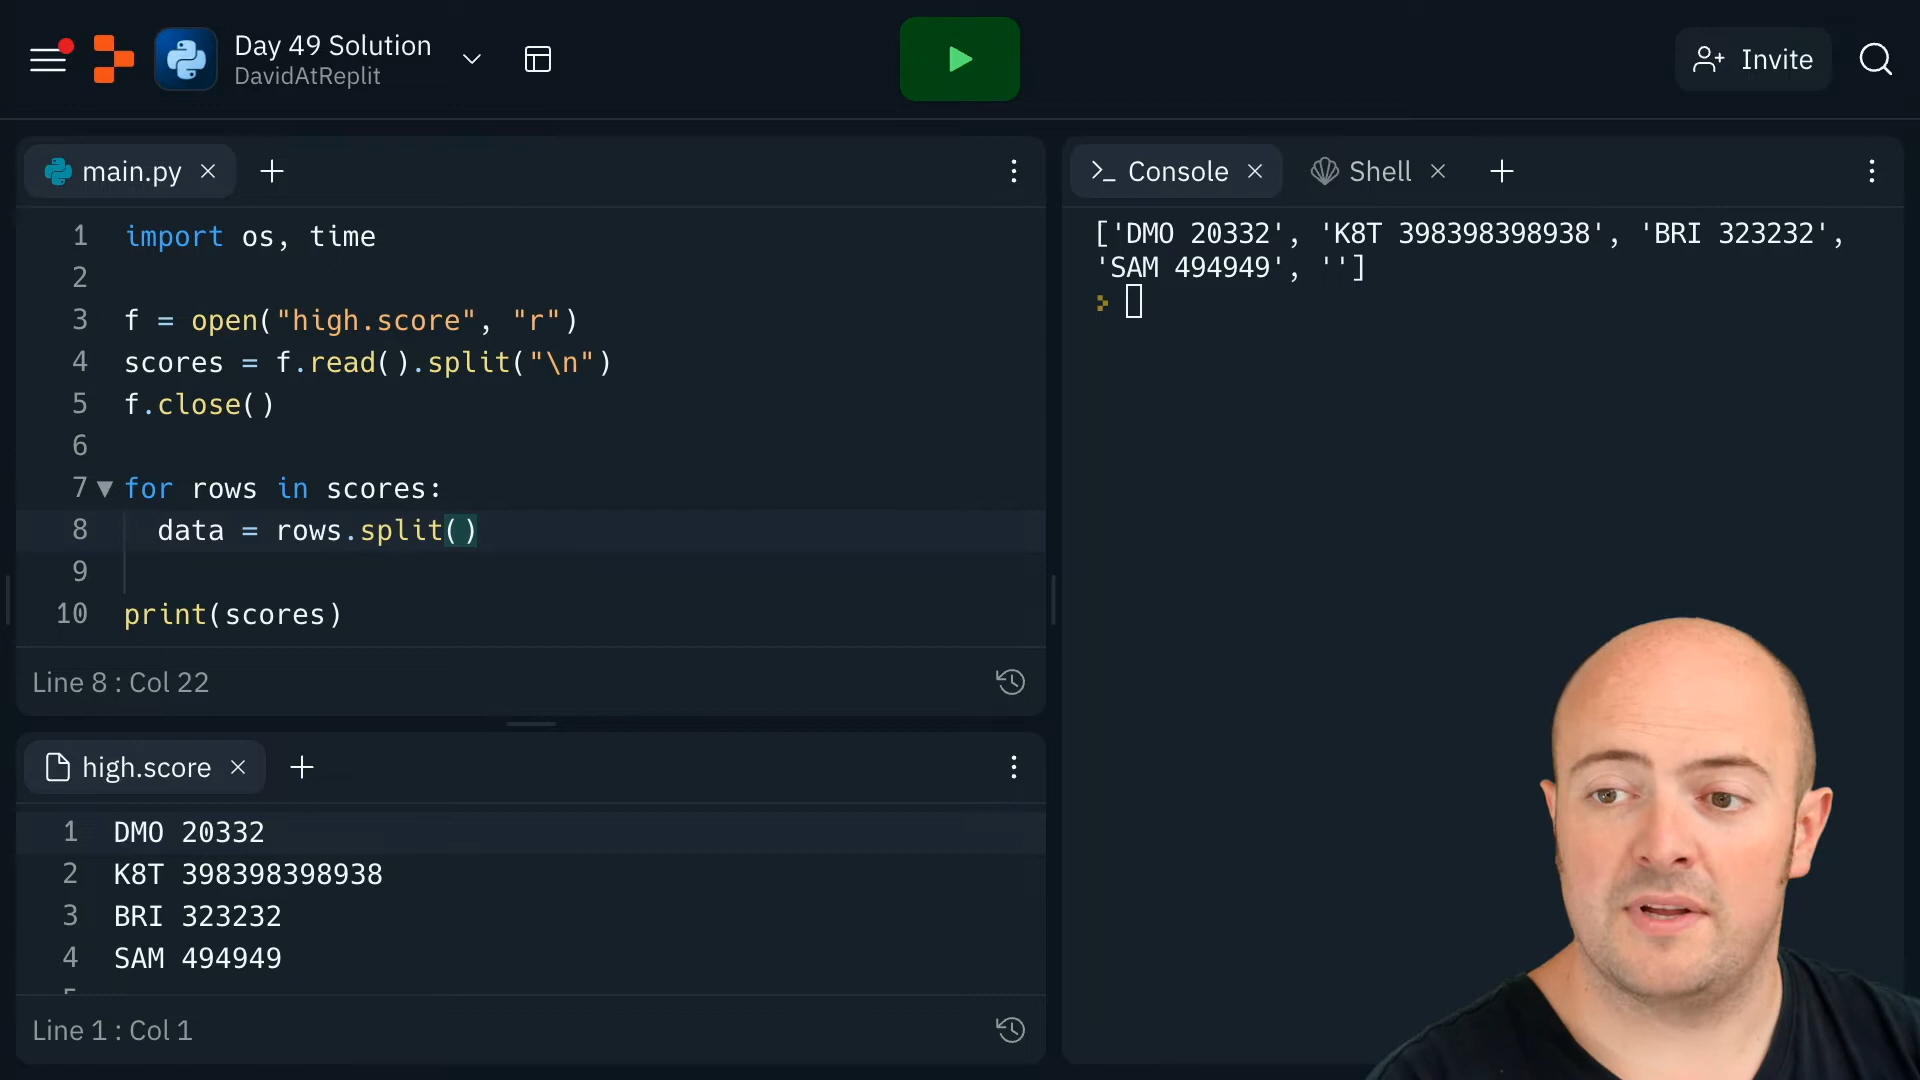 Day 49 Solution
DavidAtReplit
Invite
main.py
1 import os, time
2
3 f = open("high.score", "r")
4 scores = f.read().split("\n")
5 f.close()
6
7 for rows in scores:
8 data = rows.split()
9
10 print(scores)
Line 8 : Col 22
high.score
1 DMO 20332
2 K8T 398398398938
3 BRI 323232
4 SAM 494949
Line 1 : Col 1
Console
Shell
['DMO 20332', 'K8T 398398398938', 'BRI 323232',
'SAM 494949', '']